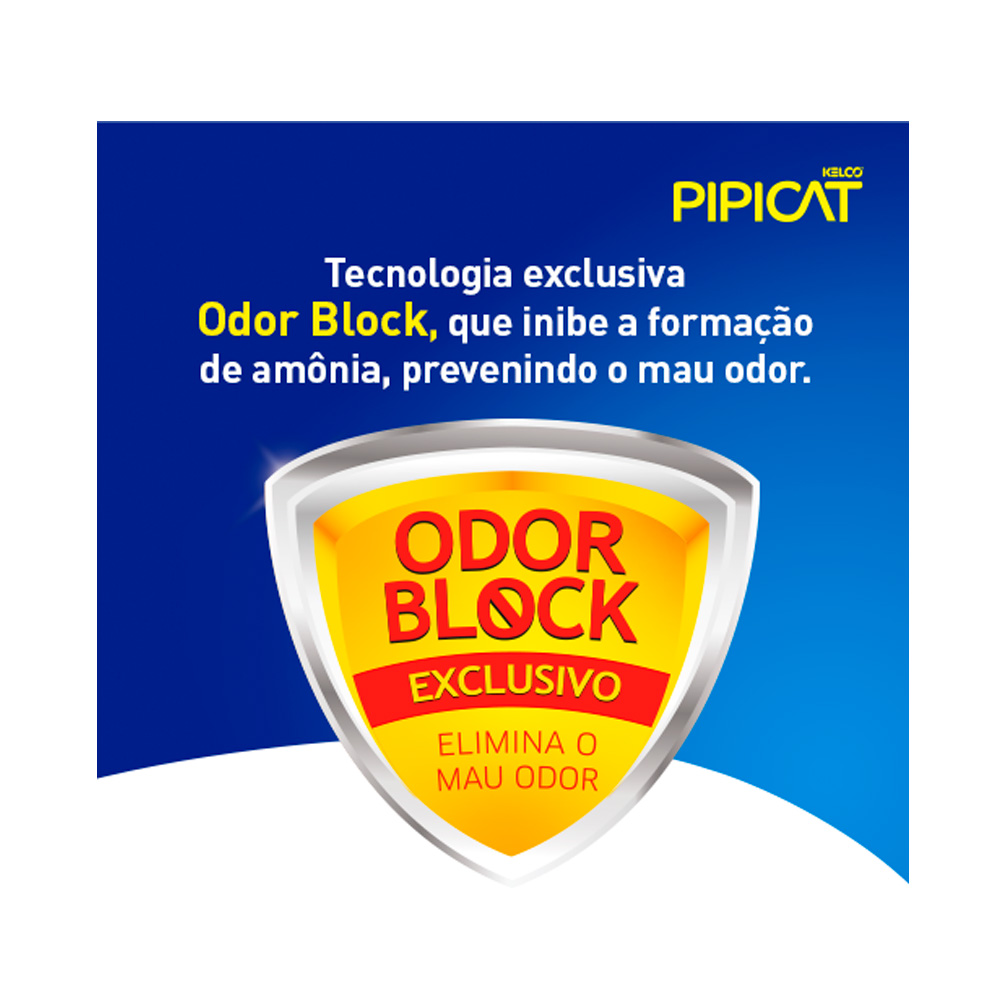 KELCO
PIPICAT
Tecnologia exclusiva
Odor Block, que inibe a formação
de amônia, prevenindo o mau odor.
ODOR
BLOCK
EXCLUSIVO
ELIMINA O
MAU ODOR